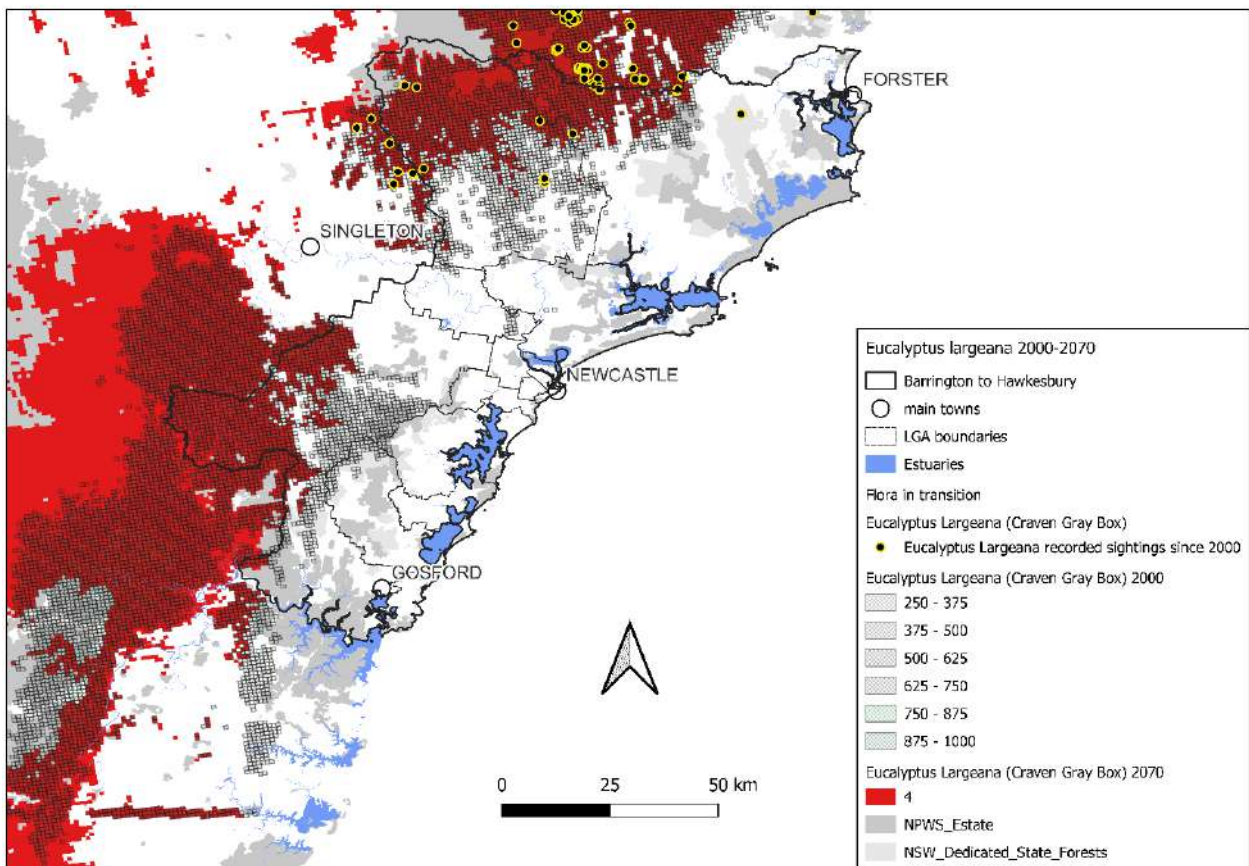 FORSTER
SINGLETON
NEWCASTLE
GOSFORD
0 25 50 km
Eucalyptus largeana 2000-2070
Barrington to Hawkesbury
main towns
LGA boundaries
Estuaries
Flora in transition
Eucalyptus Largeana (Craven Gray Box)
Eucalyptus Largeana recorded sightings since 2000
Eucalyptus Largeana (Craven Gray Box) 2000
250 - 375
375 - 500
500 - 625
625 - 750
750 - 875
875 - 1000
Eucalyptus Largeana (Craven Gray Box) 2070
4
NPWS_Estate
NSW_Dedicated_State_Forests